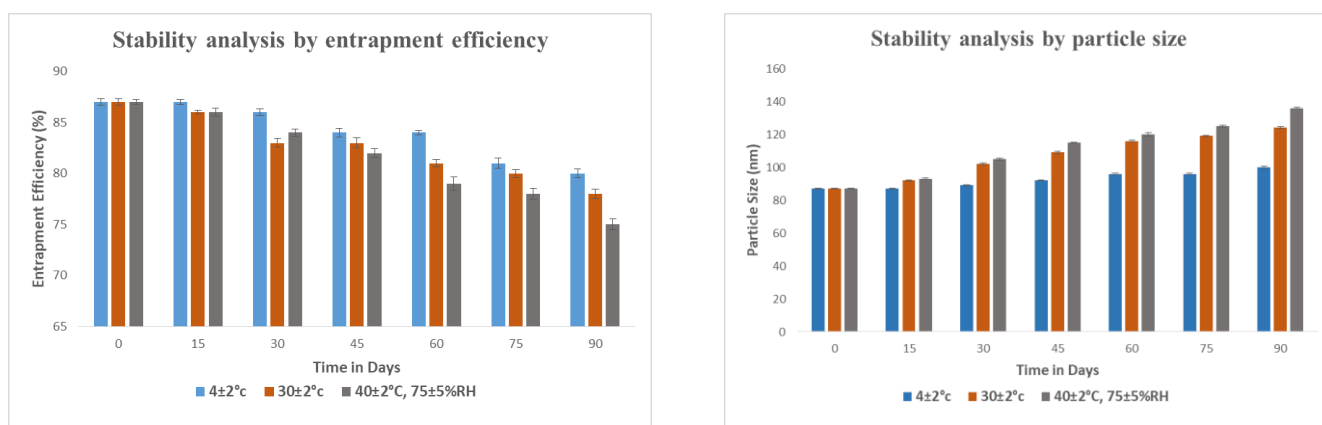 Stability analysis by entrapment efficiency
90
85
80
75
70
65
Entrapment Efficiency (%)
0 15 30 45 60 75 90
Time in Days
4±2°c 30±2°c 40±2°C, 75±5%RH
Stability analysis by particle size
160
140
120
100
80
60
40
20
0
Particle Size (nm)
0 15 30 45 60 75 90
Time in Days
4±2°c 30±2°c 40±2°C, 75±5%RH